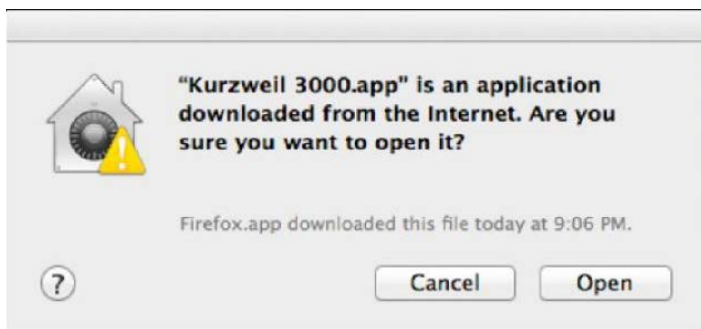 “Kurzweil 3000.app” is an application
downloaded from the Internet. Are you
sure you want to open it?
Firefox.app downloaded this file today at 9:06 PM.
?
Cancel
Open